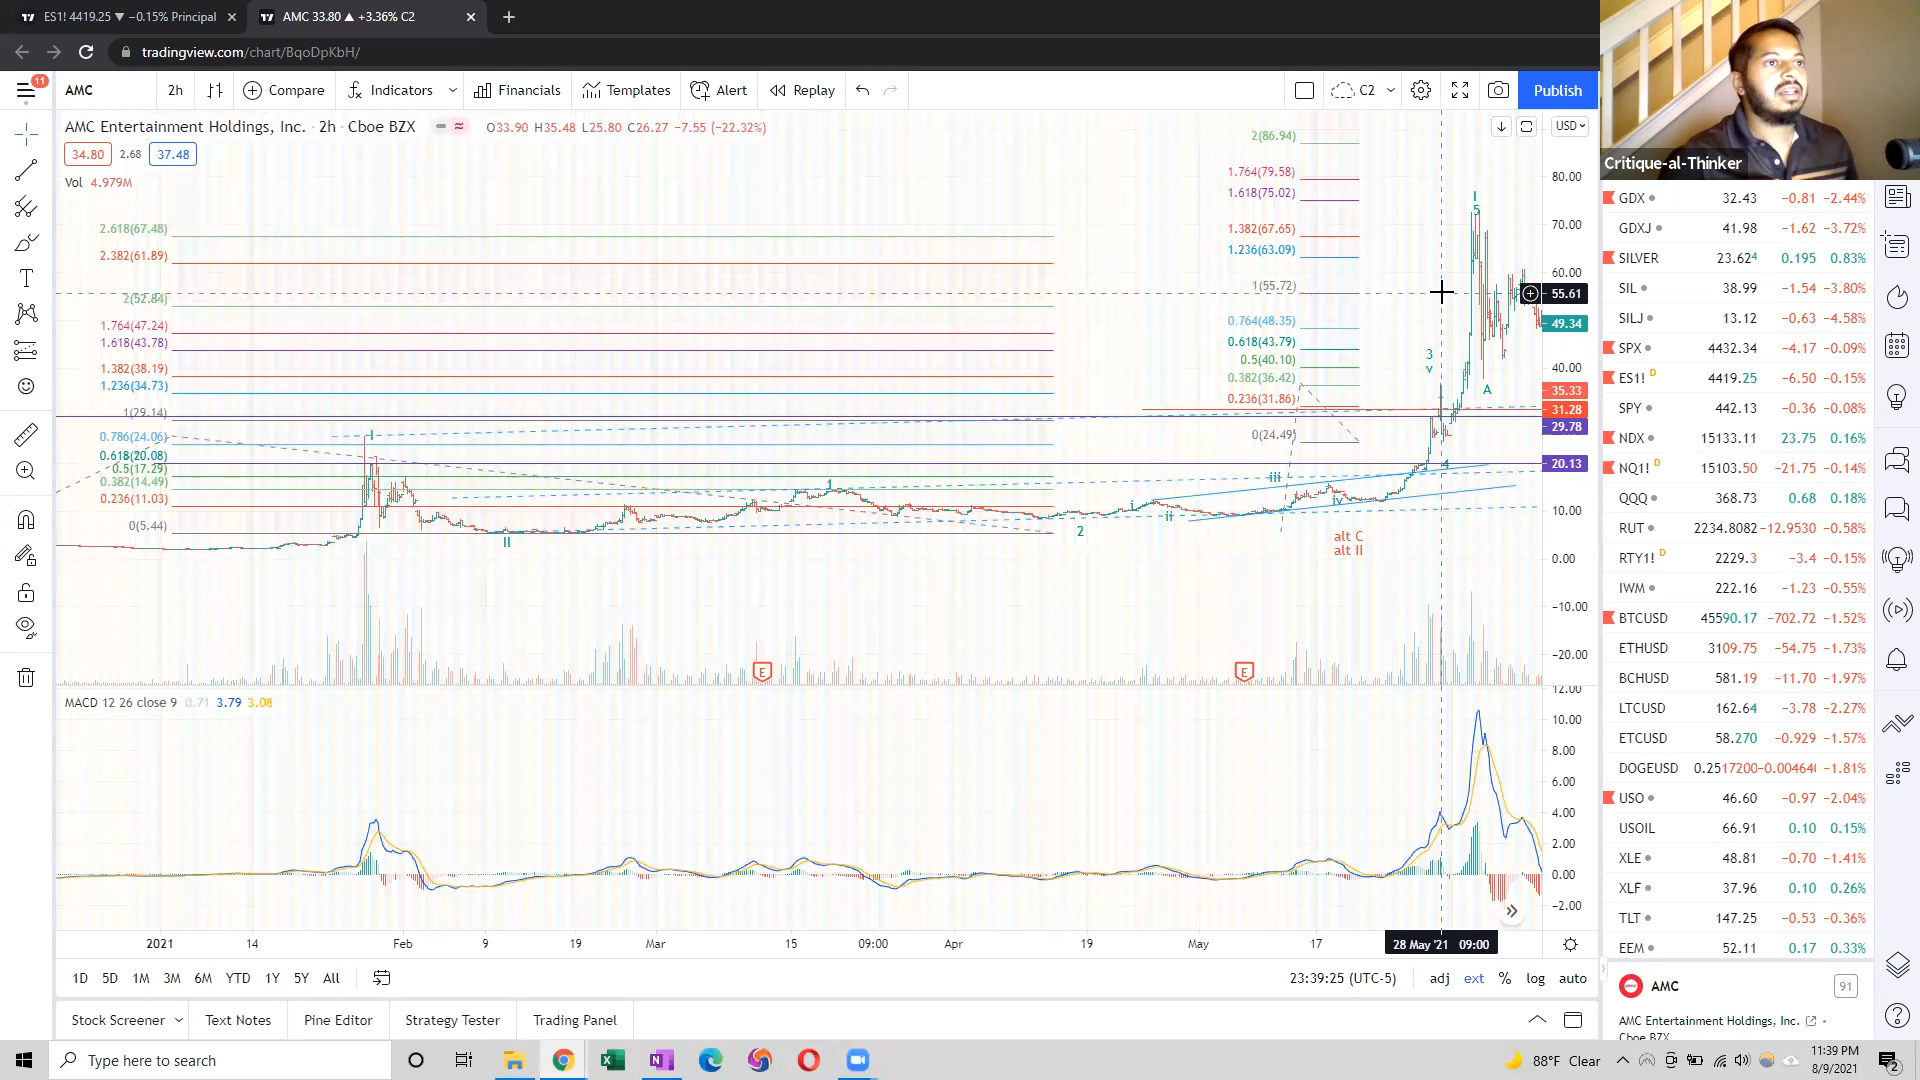 ES1! 4419.25 ▼ −0.15% Principal
AMC 33.80 ▲ +3.36% C2
tradingview.com/chart/BqoDpKbH/
11
AMC
2h
Compare
Indicators
Financials
Templates
Alert
Replay
C2
Publish
AMC Entertainment Holdings, Inc. · 2h · Cboe BZX
O33.90 H35.48 L25.80 C26.27 −7.55 (−22.32%)
USD
34.80 2.68 37.48
Vol 4.979M
2.618(67.48)
2.382(61.89)
2(52.84)
1.764(47.24)
1.618(43.78)
1.382(38.19)
1.236(34.73)
1(29.14)
0.786(24.06)
0.618(20.08)
0.5(17.29)
0.382(14.49)
0.236(11.03)
0(5.44)
2(86.94)
1.764(79.58)
1.618(75.02)
1.382(67.65)
1.236(63.09)
1(55.72)
0.764(48.35)
0.618(43.79)
0.5(40.10)
0.382(36.42)
0.236(31.86)
0(24.49)
I
II
1
2
i
ii
iii
iv
3
v
4
I
5
A
alt C
alt II
E
E
80.00
70.00
60.00
55.61
49.34
40.00
35.33
31.28
29.78
20.13
10.00
0.00
−10.00
−20.00
MACD 12 26 close 9 0.71 3.79 3.08
12.00
10.00
8.00
6.00
4.00
2.00
0.00
−2.00
2021
14
Feb
9
19
Mar
15
09:00
Apr
19
May
17
28 May '21 09:00
1D 5D 1M 3M 6M YTD 1Y 5Y All
23:39:25 (UTC-5)
adj ext % log auto
Stock Screener
Text Notes
Pine Editor
Strategy Tester
Trading Panel
Critique-al-Thinker
GDX 32.43 −0.81 −2.44%
GDXJ 41.98 −1.62 −3.72%
SILVER 23.624 0.195 0.83%
SIL 38.99 −1.54 −3.80%
SILJ 13.12 −0.63 −4.58%
SPX 4432.34 −4.17 −0.09%
ES1! D 4419.25 −6.50 −0.15%
SPY 442.13 −0.36 −0.08%
NDX 15133.11 23.75 0.16%
NQ1! D 15103.50 −21.75 −0.14%
QQQ 368.73 0.68 0.18%
RUT 2234.8082 −12.9530 −0.58%
RTY1! D 2229.3 −3.4 −0.15%
IWM 222.16 −1.23 −0.55%
BTCUSD 45590.17 −702.72 −1.52%
ETHUSD 3109.75 −54.75 −1.73%
BCHUSD 581.19 −11.70 −1.97%
LTCUSD 162.64 −3.78 −2.27%
ETCUSD 58.270 −0.929 −1.57%
DOGEUSD 0.2517200 −0.004640 −1.81%
USO 46.60 −0.97 −2.04%
USOIL 66.91 0.10 0.15%
XLE 48.81 −0.70 −1.41%
XLF 37.96 0.10 0.26%
TLT 147.25 −0.53 −0.36%
EEM 52.11 0.17 0.33%
AMC
91
AMC Entertainment Holdings, Inc.
Cboe BZX
Type here to search
88°F Clear
11:39 PM
8/9/2021
2